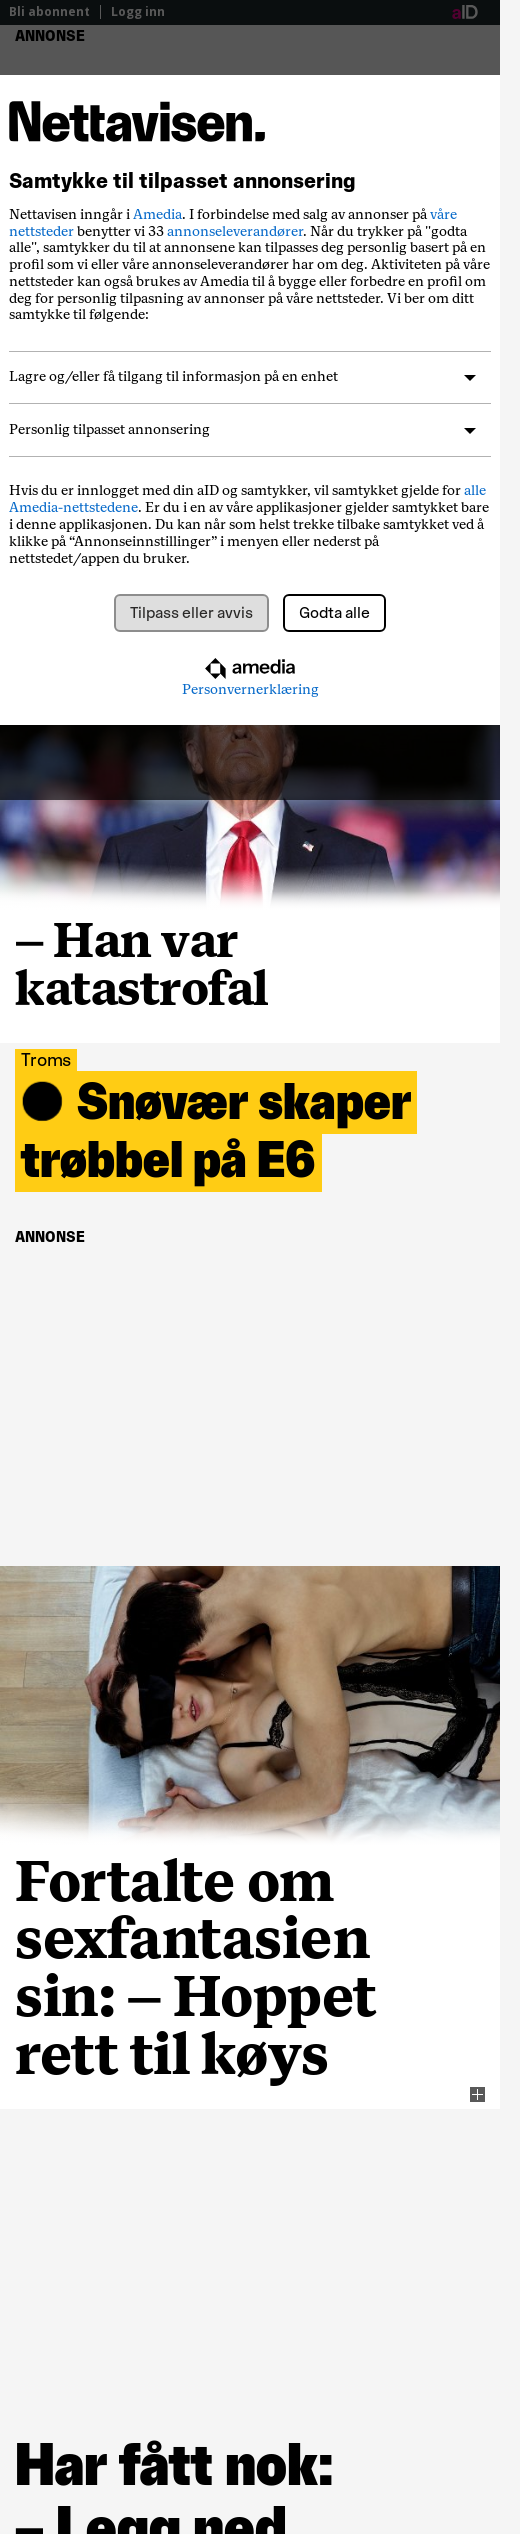 Bli abonnent
Logg inn
aID
ANNONSE
Nettavisen.
Samtykke til tilpasset annonsering
Nettavisen inngår i Amedia. I forbindelse med salg av annonser på våre
nettsteder benytter vi 33 annonseleverandører. Når du trykker på "godta
alle", samtykker du til at annonsene kan tilpasses deg personlig basert på en
profil som vi eller våre annonseleverandører har om deg. Aktiviteten på våre
nettsteder kan også brukes av Amedia til å bygge eller forbedre en profil om
deg for personlig tilpasning av annonser på våre nettsteder. Vi ber om ditt
samtykke til følgende:
Lagre og/eller få tilgang til informasjon på en enhet
Personlig tilpasset annonsering
Hvis du er innlogget med din aID og samtykker, vil samtykket gjelde for alle
Amedia-nettstedene. Er du i en av våre applikasjoner gjelder samtykket bare
i denne applikasjonen. Du kan når som helst trekke tilbake samtykket ved å
klikke på “Annonseinnstillinger” i menyen eller nederst på
nettstedet/appen du bruker.
Tilpass eller avvis
Godta alle
amedia
Personvernerklæring
– Han var
katastrofal
Troms
Snøvær skaper
trøbbel på E6
ANNONSE
Fortalte om
sexfantasien
sin: – Hoppet
rett til køys
Har fått nok:
– Legg ned